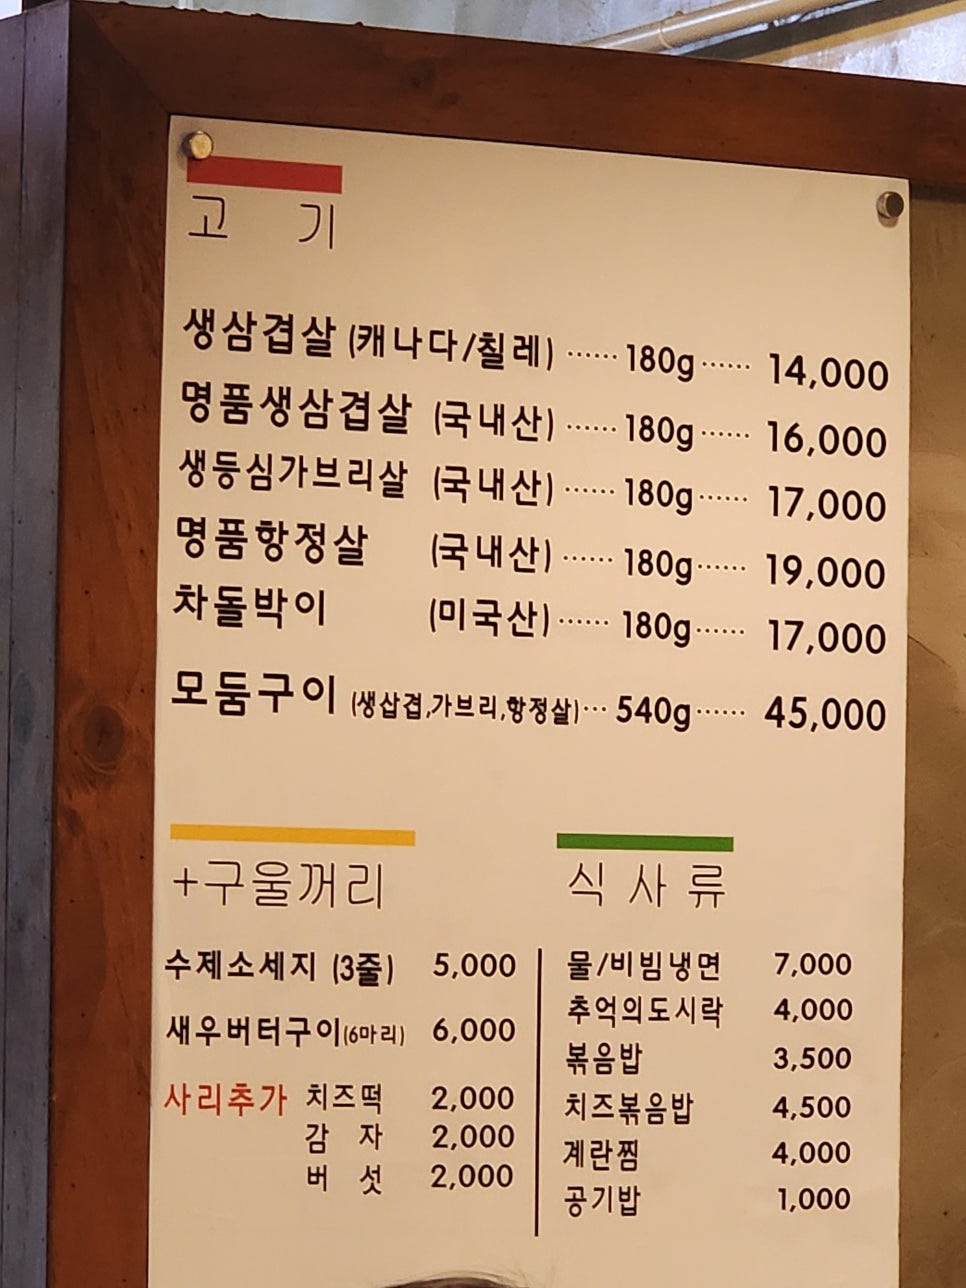 고 기
생삼겹살 (캐나다/칠레) ······ 180g ······ 14,000
명품생삼겹살 (국내산) ······ 180g ······ 16,000
생등심가브리살 (국내산) ······ 180g ······ 17,000
명품항정살 (국내산) ······ 180g ······ 19,000
차돌박이 (미국산) ······ 180g ······ 17,000
모둠구이 (생삽겹,가브리,항정살) ··· 540g ······ 45,000
+구울꺼리
수제소세지 (3줄) 5,000
새우버터구이(6마리) 6,000
사리추가 치즈떡 2,000
감 자 2,000
버 섯 2,000
식 사 류
물/비빔냉면 7,000
추억의도시락 4,000
볶음밥 3,500
치즈볶음밥 4,500
계란찜 4,000
공기밥 1,000